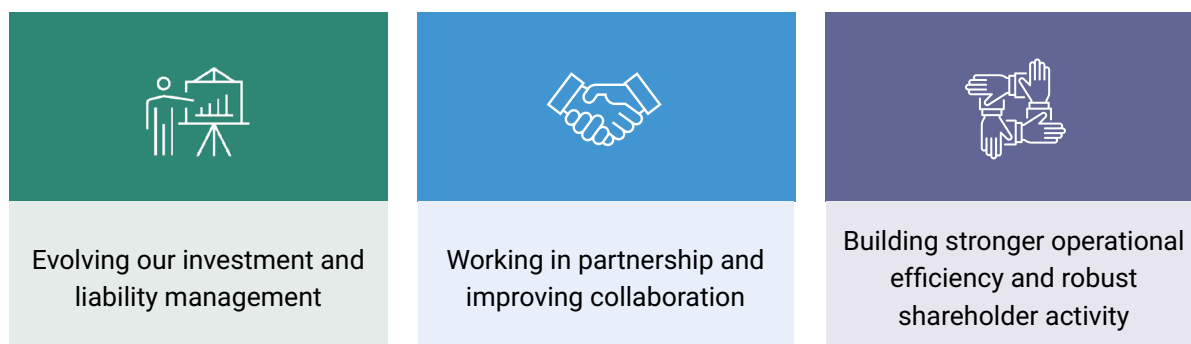 Evolving our investment and
liability management
Working in partnership and
improving collaboration
Building stronger operational
efficiency and robust
shareholder activity